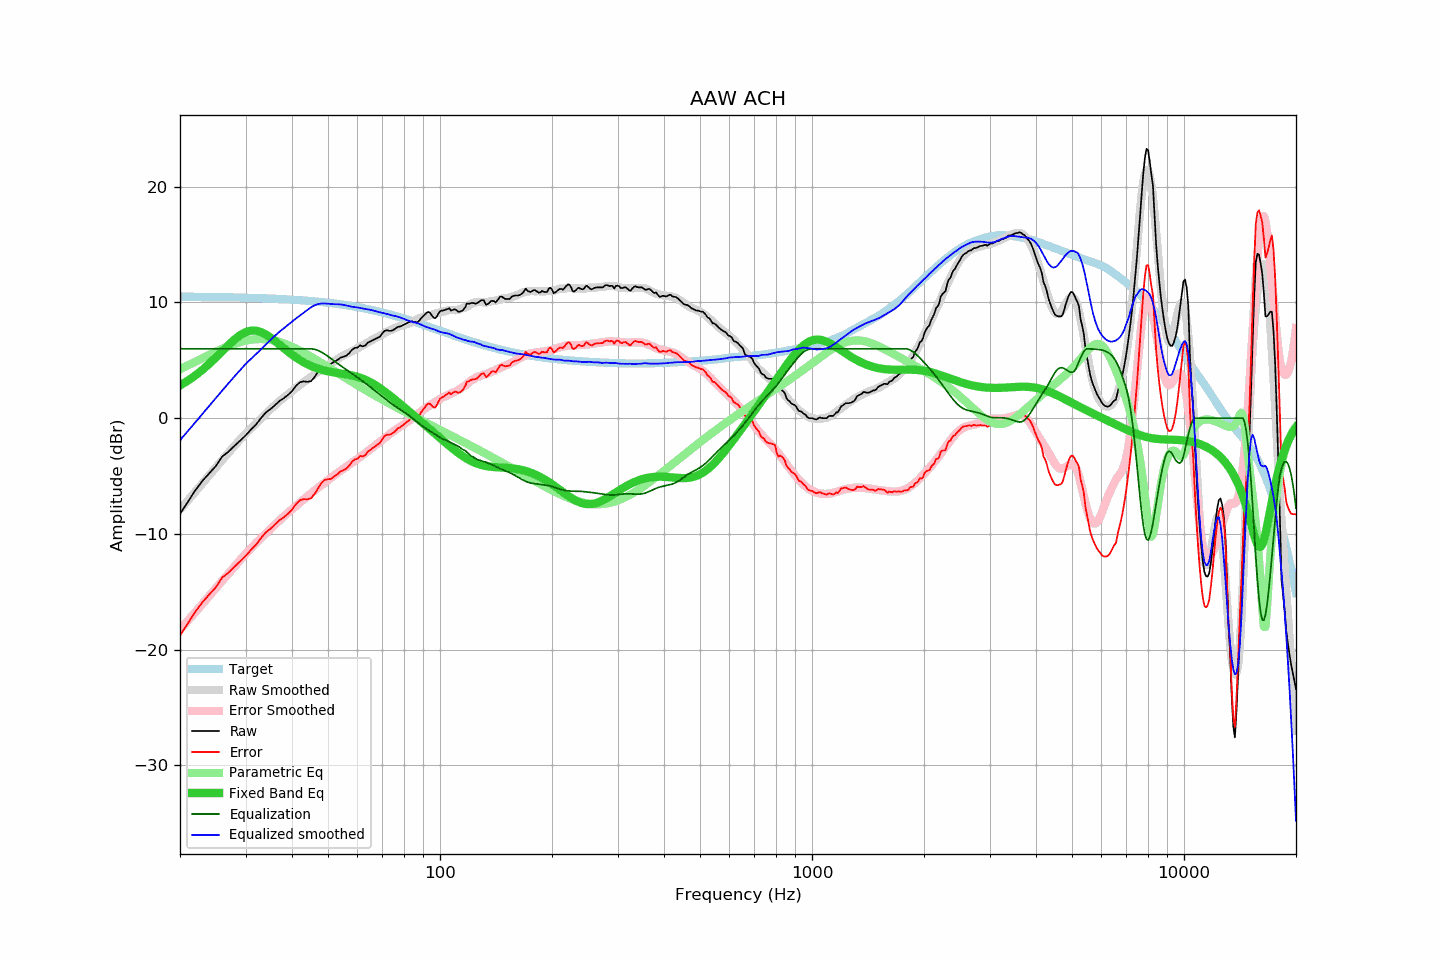 AAW ACH
Amplitude (dBr)
20
10
0
−10
−20
−30
Target
Raw Smoothed
Error Smoothed
Raw
Error
Parametric Eq
Fixed Band Eq
Equalization
Equalized smoothed
100
1000
10000
Frequency (Hz)